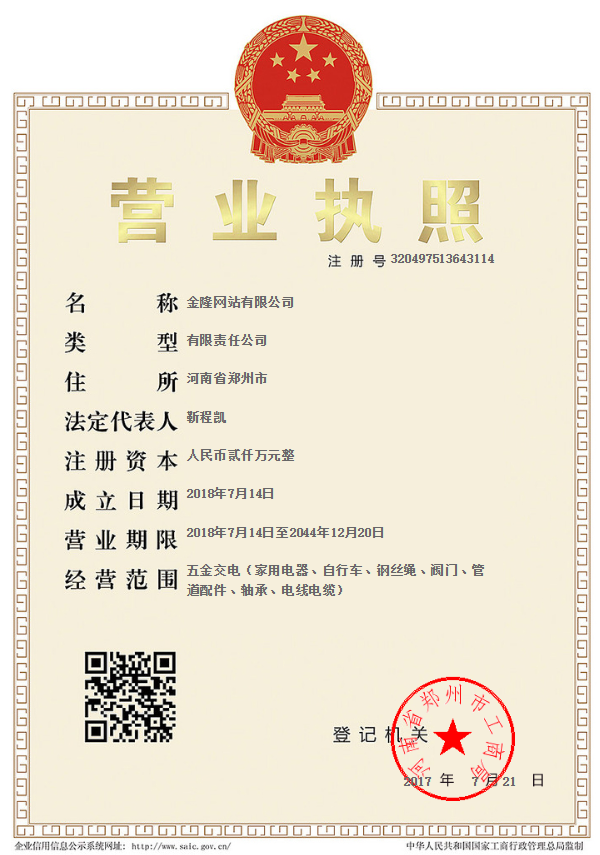 营业执照
注 册 号 320497513643114
名 称 金隆网站有限公司
类 型 有限责任公司
住 所 河南省郑州市
法定代表人 靳程凯
注 册 资 本 人民币贰仟万元整
成 立 日 期 2018年7月14日
营 业 期 限 2018年7月14日至2044年12月20日
经 营 范 围 五金交电（家用电器、自行车、钢丝绳、阀门、管
道配件、轴承、电线电缆）
河南省郑州市工商局
登 记 机 关
2017 年 7 月 21 日
企业信用信息公示系统网址：http://www.saic.gov.cn/
中华人民共和国国家工商行政管理总局监制